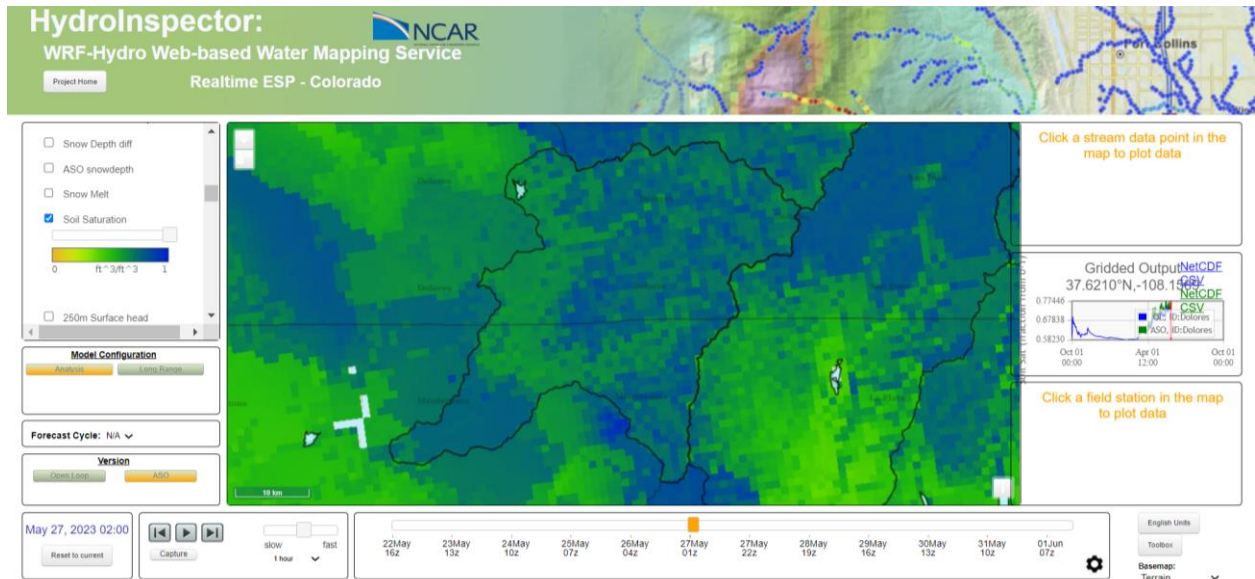 HydroInspector:
NCAR
WRF-Hydro Web-based Water Mapping Service
Project Home
Realtime ESP - Colorado
Fort Collins
Snow Depth diff
ASO snowdepth
Snow Melt
Soil Saturation
0 ft^3/ft^3 1
250m Surface head
Model Configuration
Analysis Long Range
Forecast Cycle: N/A
Version
Open Loop ASO
Dolores
Dolores
Montezuma
La Plata
10 km
Click a stream data point in the
map to plot data
Gridded Output
NetCDF
CSV
NetCDF
CSV
37.6210°N,
0.77446
0.67838
0.58230
ID:Dolores
ASO, ID:Dolores
Oct 01
00:00
Apr 01
12:00
Oct 01
00:00
Click a field station in the map
to plot data
May 27, 2023 02:00
Reset to current
Capture
slow fast
1 hour
22May 23May 24May 25May 26May 27May 27May 28May 29May 30May 31May 01Jun
16z 13z 10z 07z 04z 01z 22z 19z 16z 13z 10z 07z
English Units
Toolbox
Basemap:
Terrain